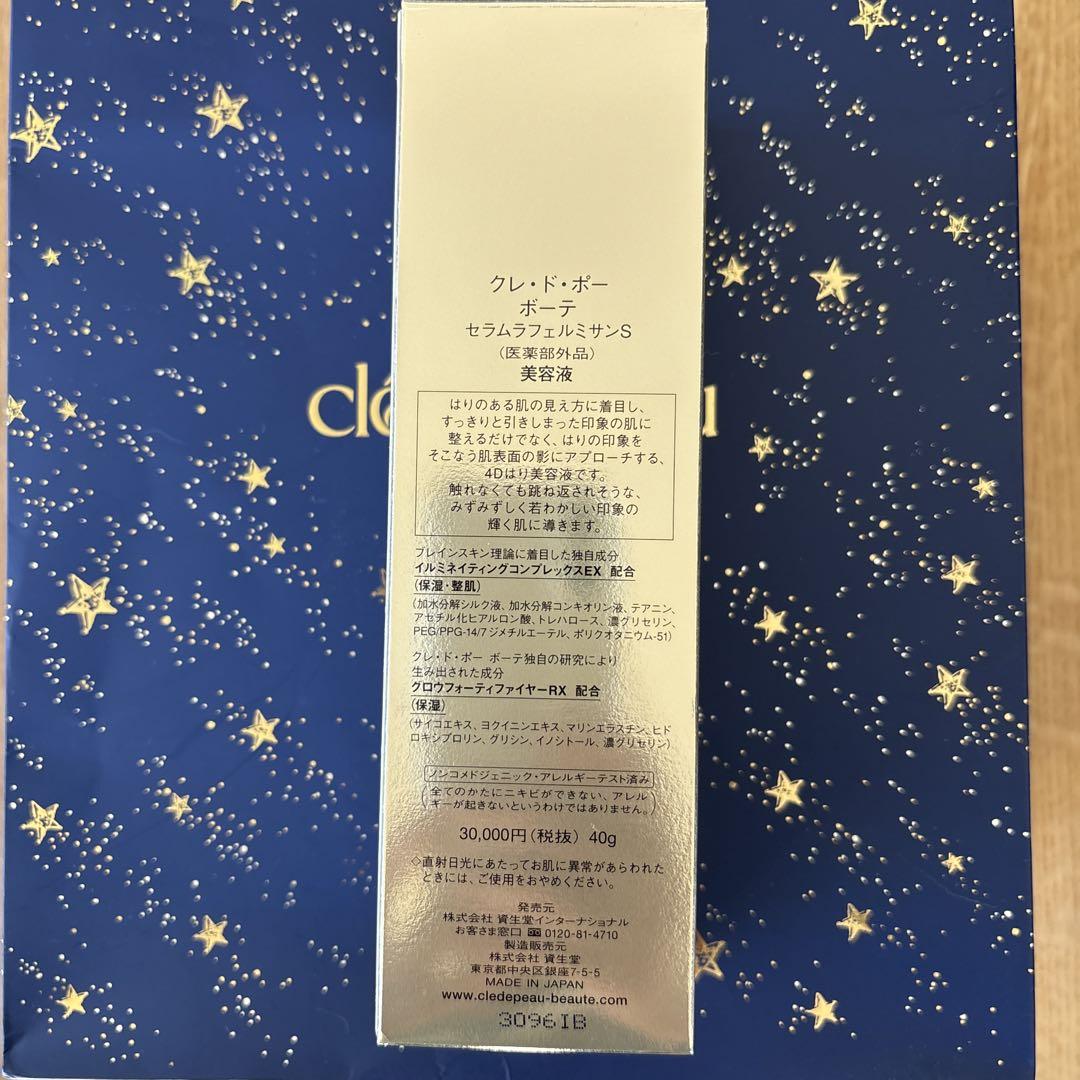 クレ・ド・ポー
ボーテ
セラムラフェルミサンS
(医薬部外品)
美容液
はりのある肌の見え方に着目し、
すっきりと引きしまった印象の肌に
整えるだけでなく、はりの印象を
そこなう肌表面の影にアプローチする、
4Dはり美容液です。
触れなくても跳ね返されそうな、
みずみずしく若わかしい印象の
輝く肌に導きます。
ブレインスキン理論に着目した独自成分
イルミネイティングコンプレックスEX 配合
(保湿・整肌)
(加水分解シルク液、加水分解コンキオリン液、テアニン、
アセチル化ヒアルロン酸、トレハロース、濃グリセリン、
PEG/PPG-14/7ジメチルエーテル、ポリクオタニウム-51)
クレ・ド・ポー ボーテ独自の研究により
生み出された成分
グロウフォーティファイヤーRX 配合
(保湿)
(サイコエキス、ヨクイニンエキス、マリンエラスチン、ヒド
ロキシプロリン、グリシン、イノシトール、濃グリセリン)
ノンコメドジェニック・アレルギーテスト済み
(全てのかたにニキビができない、アレル
ギーが起きないというわけではありません。)
30,000円(税抜) 40g
◇直射日光にあたってお肌に異常があらわれた
ときには、ご使用をおやめください。
発売元
株式会社 資生堂インターナショナル
お客さま窓口 0120-81-4710
製造販売元
株式会社 資生堂
東京都中央区銀座7-5-5
MADE IN JAPAN
www.cledepeau-beaute.com
3096IB